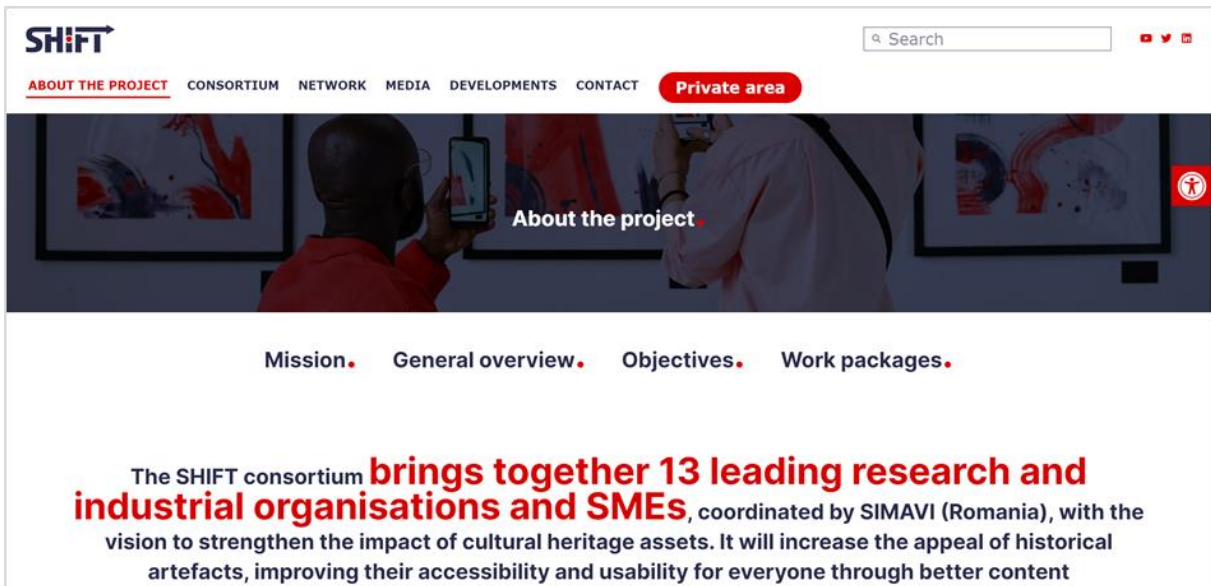 SHIFT
Search
ABOUT THE PROJECT CONSORTIUM NETWORK MEDIA DEVELOPMENTS CONTACT Private area
About the project.
Mission. General overview. Objectives. Work packages.
The SHIFT consortium brings together 13 leading research and
industrial organisations and SMEs, coordinated by SIMAVI (Romania), with the
vision to strengthen the impact of cultural heritage assets. It will increase the appeal of historical
artefacts, improving their accessibility and usability for everyone through better content